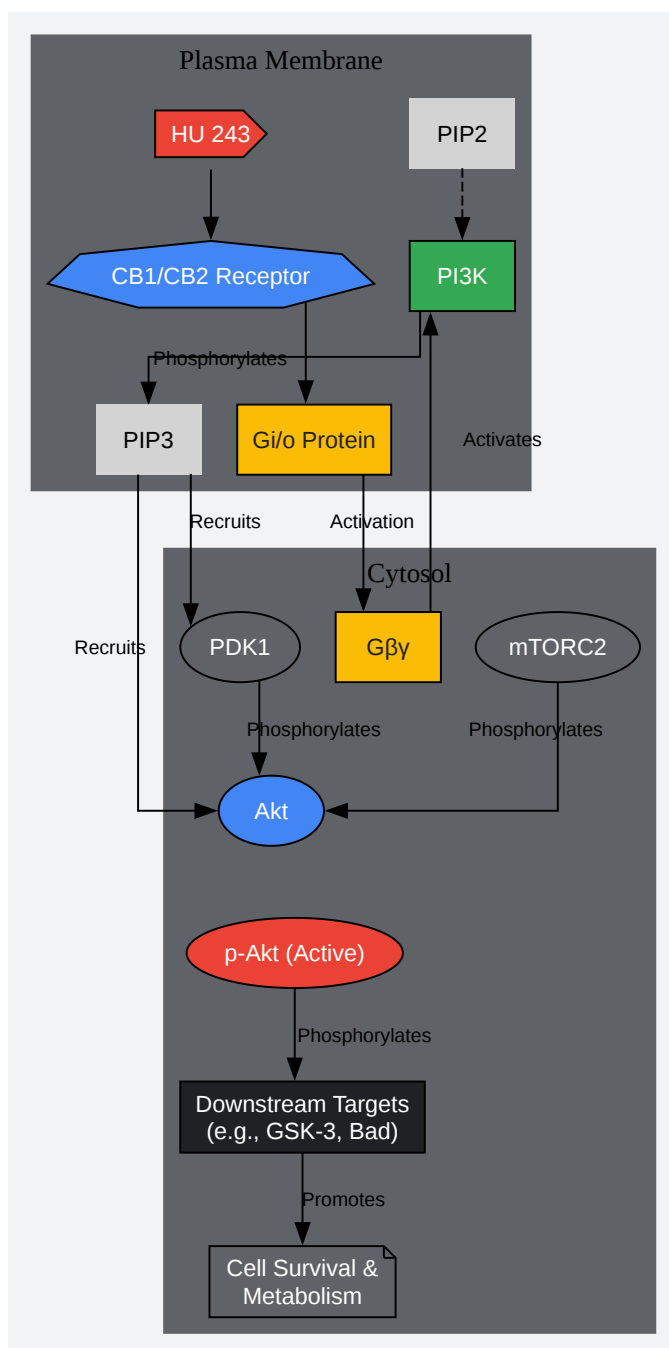 Plasma Membrane
HU 243
PIP2
CB1/CB2 Receptor
PI3K
Phosphorylates
PIP3
Gi/o Protein
Activates
Recruits
Activation
Cytosol
PDK1
Gβγ
mTORC2
Recruits
Phosphorylates
Phosphorylates
Akt
p-Akt (Active)
Phosphorylates
Downstream Targets
(e.g., GSK-3, Bad)
Promotes
Cell Survival &
Metabolism